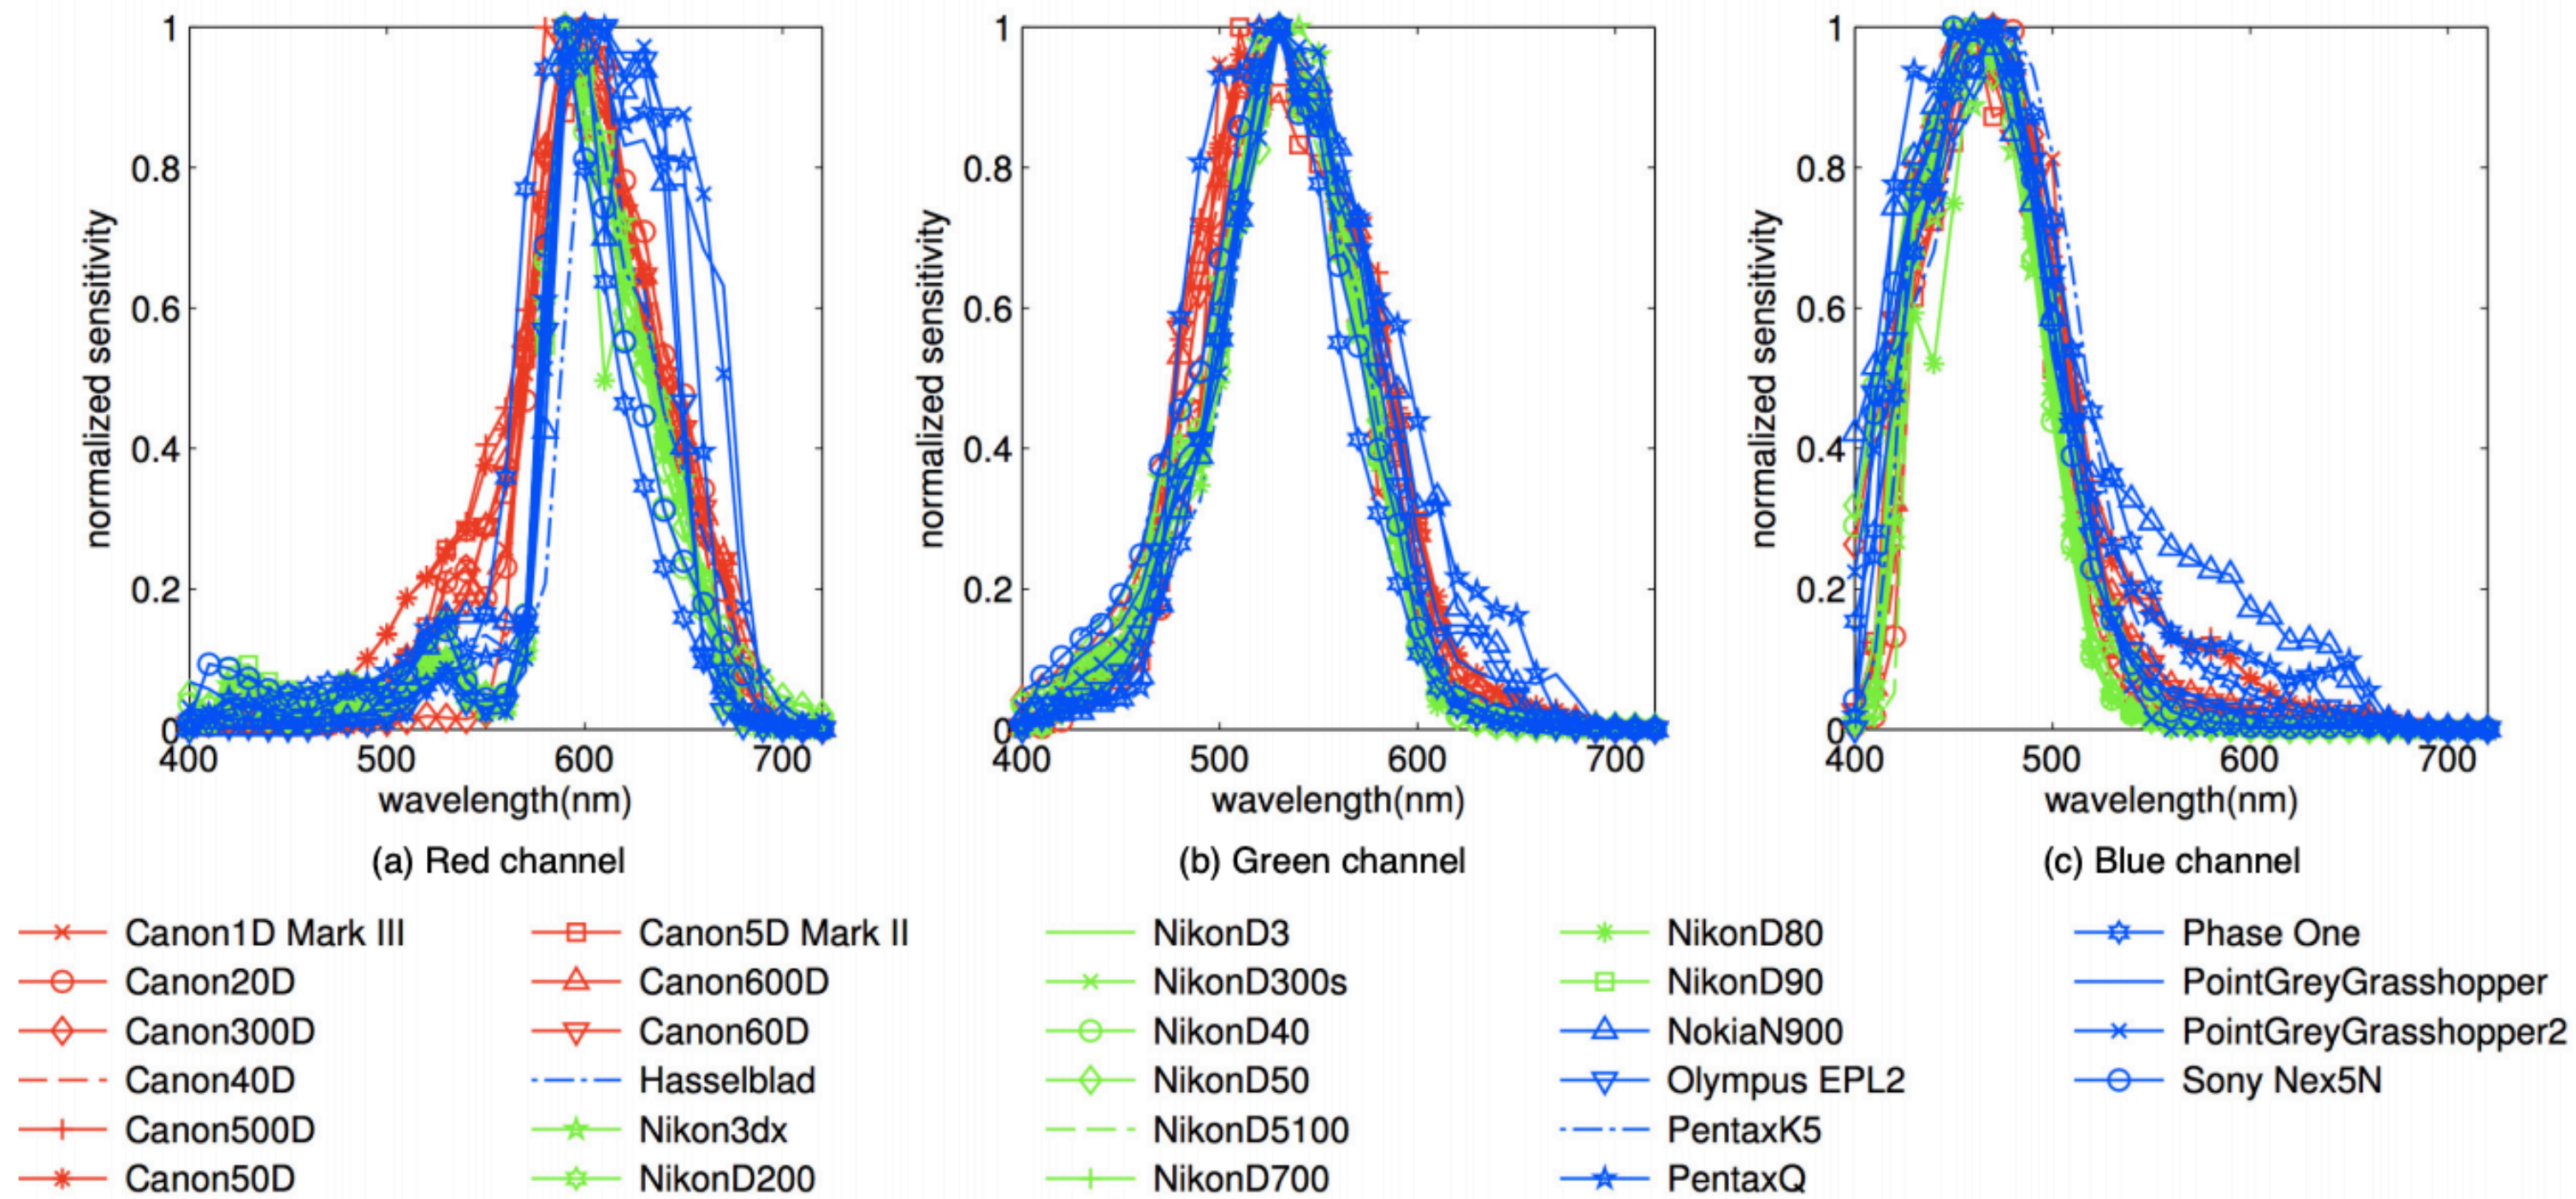 1 0.8 0.6 0.4 0.2 0
normalized sensitivity
400 500 600 700
wavelength(nm)
(a) Red channel
1 0.8 0.6 0.4 0.2 0
normalized sensitivity
400 500 600 700
wavelength(nm)
(b) Green channel
1 0.8 0.6 0.4 0.2 0
normalized sensitivity
400 500 600 700
wavelength(nm)
(c) Blue channel
Canon1D Mark III
Canon20D
Canon300D
Canon40D
Canon500D
Canon50D
Canon5D Mark II
Canon600D
Canon60D
Hasselblad
Nikon3dx
NikonD200
NikonD3
NikonD300s
NikonD40
NikonD50
NikonD5100
NikonD700
NikonD80
NikonD90
NokiaN900
Olympus EPL2
PentaxK5
PentaxQ
Phase One
PointGreyGrasshopper
PointGreyGrasshopper2
Sony Nex5N